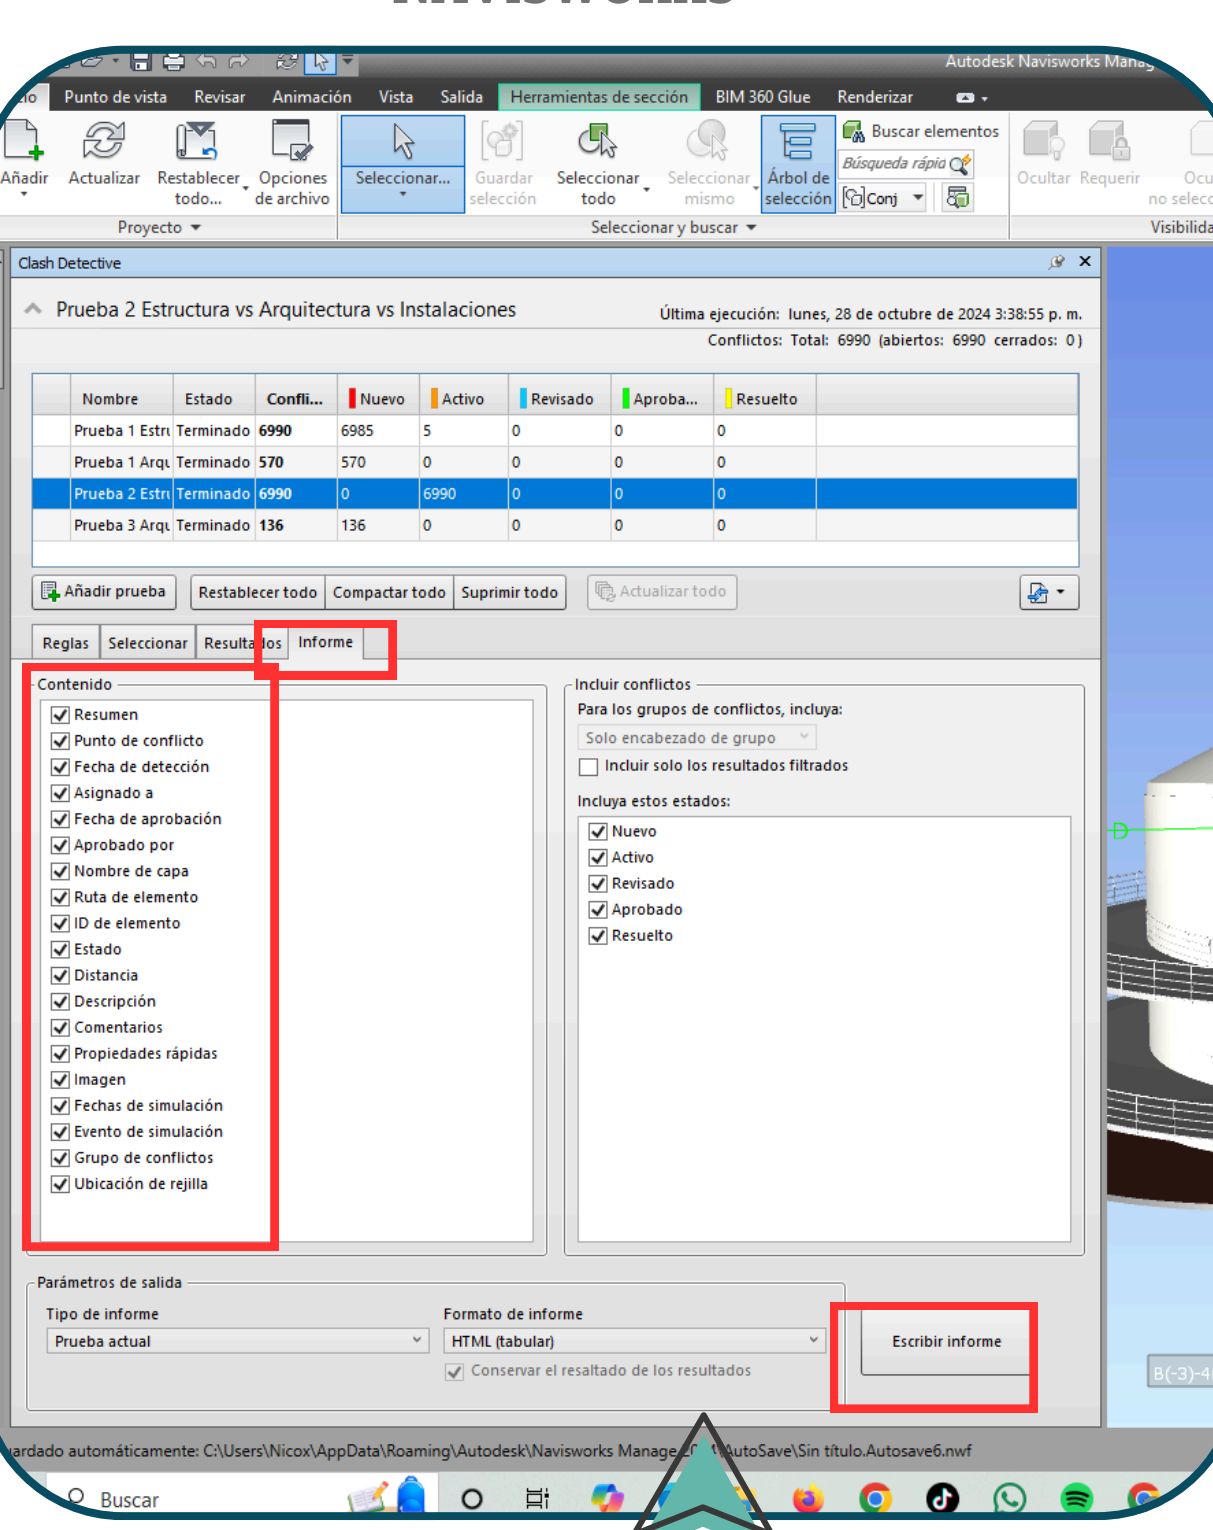 NAVISWORKS
Autodesk Navisworks
Punto de vista Revisar Animación Vista Salida Herramientas de sección BIM 360 Glue Renderizar
Añadir Actualizar Restablecer todo... Opciones de archivo Seleccionar... Guardar selección Seleccionar todo Seleccionar mismo Árbol de selección Buscar elementos Ocultar Requerir
Búsqueda rápida
Conj
Proyecto Seleccionar y buscar
Clash Detective
Prueba 2 Estructura vs Arquitectura vs Instalaciones
Última ejecución: lunes, 28 de octubre de 2024 3:38:55 p. m.
Conflictos: Total: 6990 (abiertos: 6990 cerrados: 0)
Nombre Estado Confli... Nuevo Activo Revisado Aproba... Resuelto
Prueba 1 Estru Terminado 6990 6985 5 0 0 0
Prueba 1 Arqu Terminado 570 570 0 0 0 0
Prueba 2 Estru Terminado 6990 0 6990 0 0 0
Prueba 3 Arqu Terminado 136 136 0 0 0 0
Añadir prueba Restablecer todo Compactar todo Suprimir todo Actualizar todo
Reglas Seleccionar Resultados Informe
Contenido
Resumen
Punto de conflicto
Fecha de detección
Asignado a
Fecha de aprobación
Aprobado por
Nombre de capa
Ruta de elemento
ID de elemento
Estado
Distancia
Descripción
Comentarios
Propiedades rápidas
Imagen
Fechas de simulación
Evento de simulación
Grupo de conflictos
Ubicación de rejilla
Incluir conflictos
Para los grupos de conflictos, incluya:
Solo encabezado de grupo
Incluir solo los resultados filtrados
Incluya estos estados:
Nuevo
Activo
Revisado
Aprobado
Resuelto
D
Parámetros de salida
Tipo de informe Formato de informe
Prueba actual HTML (tabular) Escribir informe
Conservar el resaltado de los resultados
B(-3)-4
automáticamente: C:\Users\Nicox\AppData\Roaming\Autodesk\Navisworks Manage \AutoSave\Sin título.Autosave6.nwf
Buscar